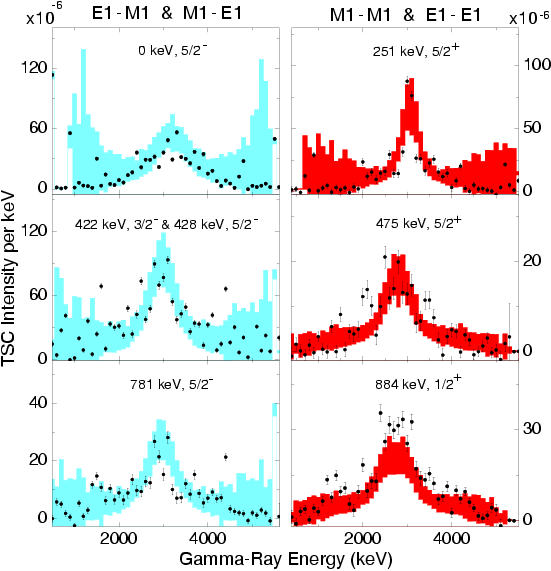 E1-M1 & M1-E1 M1-M1 & E1-E1
x10⁻⁶ x10⁻⁶
0 keV, 5/2⁻ 251 keV, 5/2⁺
120 100
60 50
0 0
422 keV, 3/2⁻ & 428 keV, 5/2⁻ 475 keV, 5/2⁺
120
60 20
0 0
781 keV, 5/2⁻ 884 keV, 1/2⁺
40
20 30
0 0
2000 4000 2000 4000
Gamma-Ray Energy (keV)
TSC Intensity per keV